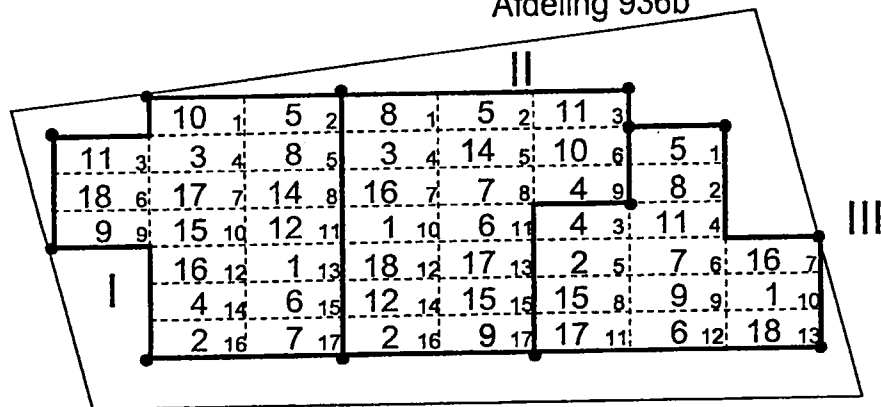 Afdeling 936b
II
10 1 5 2 8 1 5 2 11 3
11 3 3 4 8 5 3 4 14 5 10 6 5 1
18 6 17 7 14 8 16 7 7 8 4 9 8 2
9 9 15 10 12 11 1 10 6 11 4 3 11 4 III
I 16 12 1 13 18 12 17 13 2 5 7 6 16 7
4 14 6 15 12 14 15 15 15 8 9 9 1 10
2 16 7 17 2 16 9 17 17 11 6 12 18 13